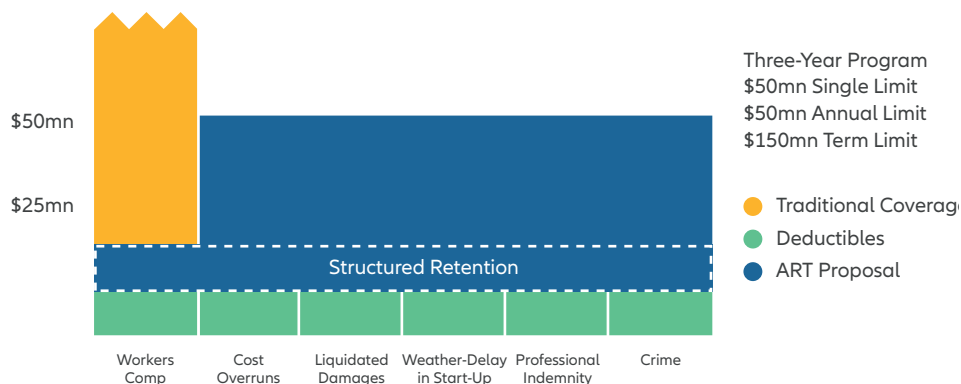 $50mn
$25mn
Structured Retention
Workers
Comp
Cost
Overruns
Liquidated
Damages
Weather-Delay
in Start-Up
Professional
Indemnity
Crime
Three-Year Program
$50mn Single Limit
$50mn Annual Limit
$150mn Term Limit
Traditional Coverage
Deductibles
ART Proposal